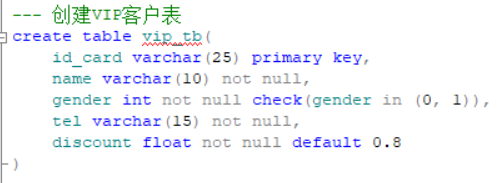 --- 创建VIP客户表
create table vip_tb(
id_card varchar(25) primary key,
name varchar(10) not null,
gender int not null check(gender in (0, 1)),
tel varchar(15) not null,
discount float not null default 0.8
)